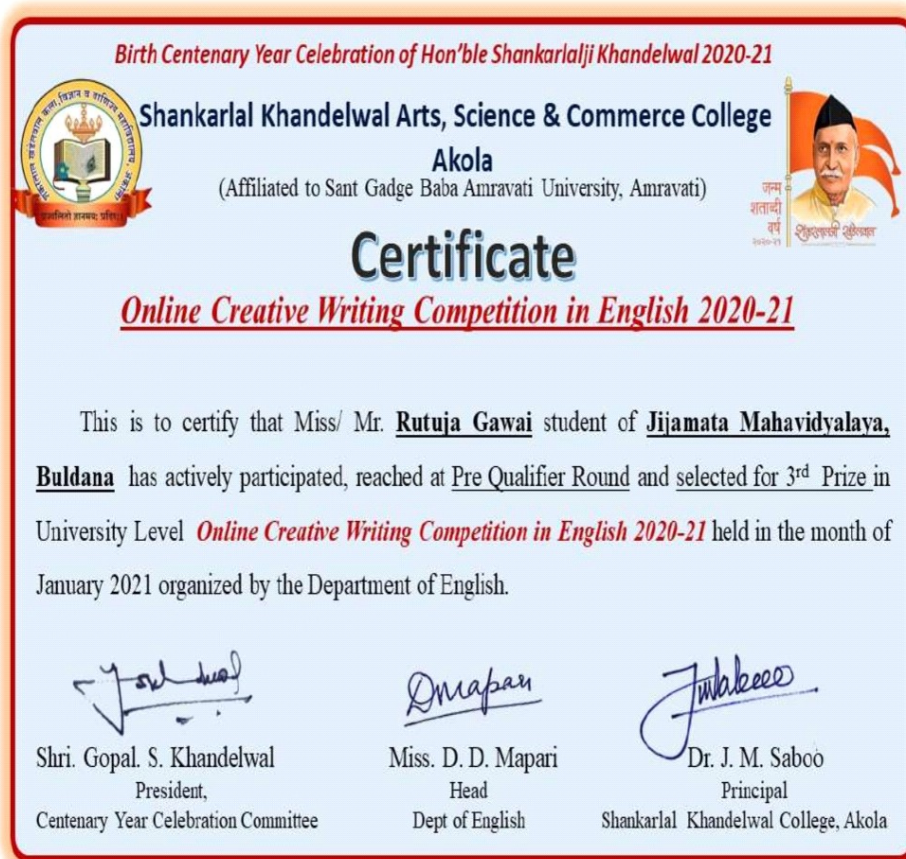 Birth Centenary Year Celebration of Hon'ble Shankarlalji Khandelwal 2020-21
Shankarlal Khandelwal Arts, Science & Commerce College
Akola
(Affiliated to Sant Gadge Baba Amravati University, Amravati)
जन्म
शताब्दी
वर्ष
२०२०-२१
Certificate
Online Creative Writing Competition in English 2020-21
This is to certify that Miss/ Mr. Rutuja Gawai student of Jijamata Mahavidyalaya,
Buldana has actively participated, reached at Pre Qualifier Round and selected for 3rd Prize in
University Level Online Creative Writing Competition in English 2020-21 held in the month of
January 2021 organized by the Department of English.
Dmapari
Shri. Gopal. S. Khandelwal
President,
Centenary Year Celebration Committee
Miss. D. D. Mapari
Head
Dept of English
Dr. J. M. Saboo
Principal
Shankarlal Khandelwal College, Akola